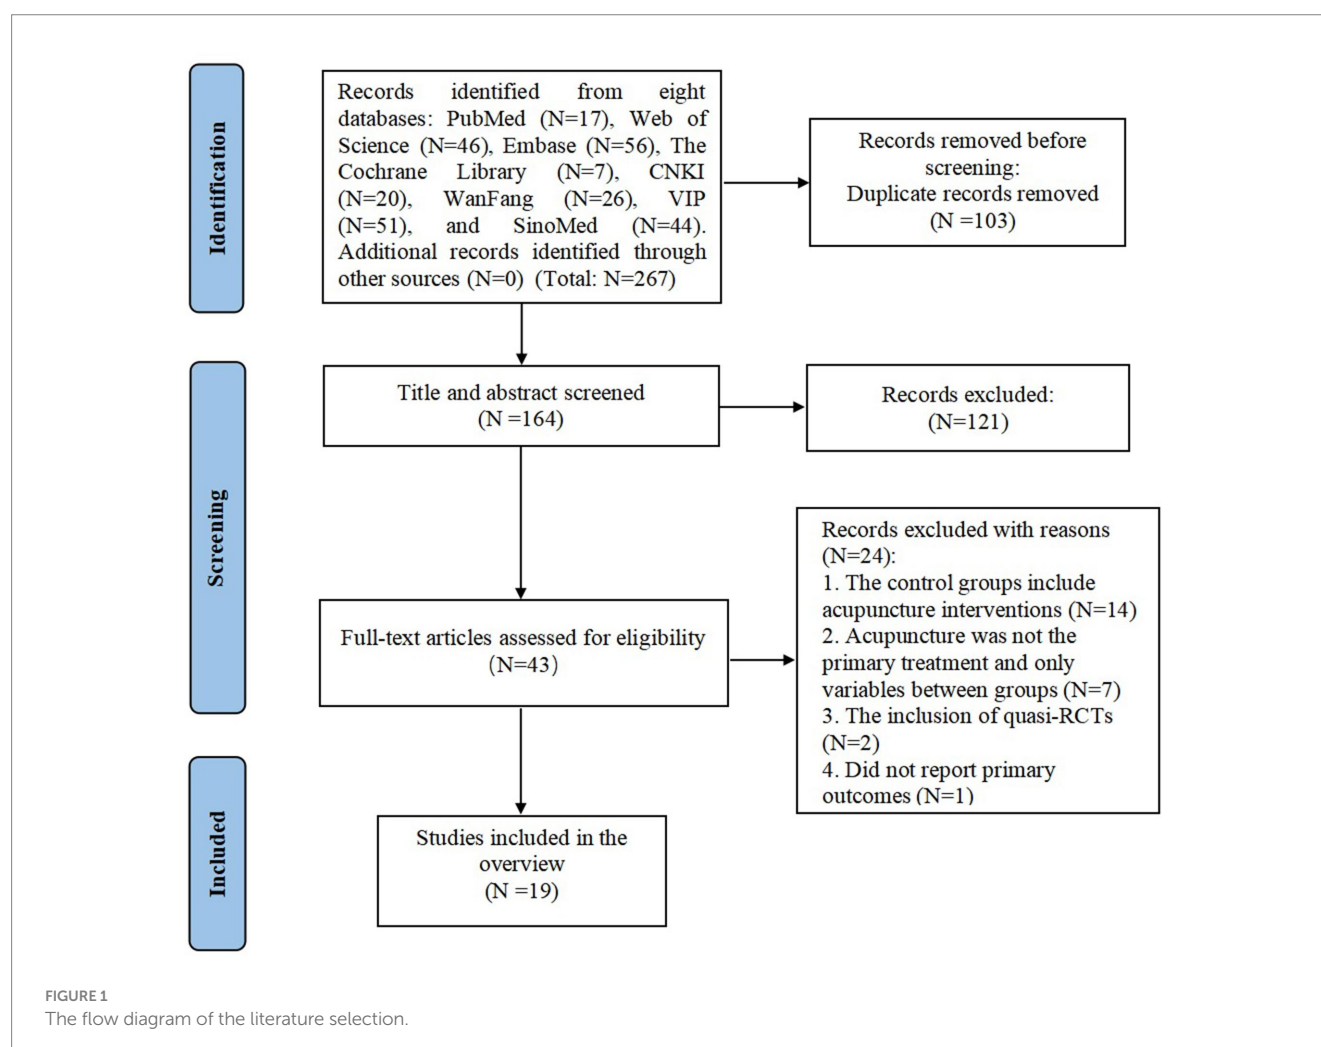 Identification
Records identified from eight
databases: PubMed (N=17), Web of
Science (N=46), Embase (N=56), The
Cochrane Library (N=7), CNKI
(N=20), WanFang (N=26), VIP
(N=51), and SinoMed (N=44).
Additional records identified through
other sources (N=0) (Total: N=267)
Records removed before
screening:
Duplicate records removed
(N =103)
Screening
Title and abstract screened
(N =164)
Records excluded:
(N=121)
Full-text articles assessed for eligibility
(N=43)
Records excluded with reasons
(N=24):
1. The control groups include
acupuncture interventions (N=14)
2. Acupuncture was not the
primary treatment and only
variables between groups (N=7)
3. The inclusion of quasi-RCTs
(N=2)
4. Did not report primary
outcomes (N=1)
Included
Studies included in the
overview
(N =19)
FIGURE 1
The flow diagram of the literature selection.